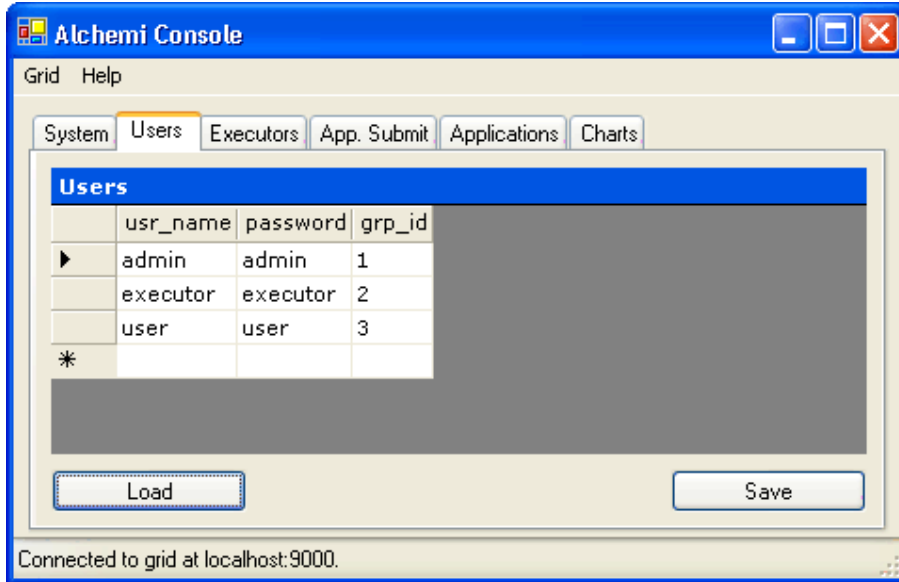 Alchemi Console
Grid Help
System Users Executors App. Submit Applications Charts
Users
usr_name password grp_id
admin admin 1
executor executor 2
user user 3
Load Save
Connected to grid at localhost:9000.